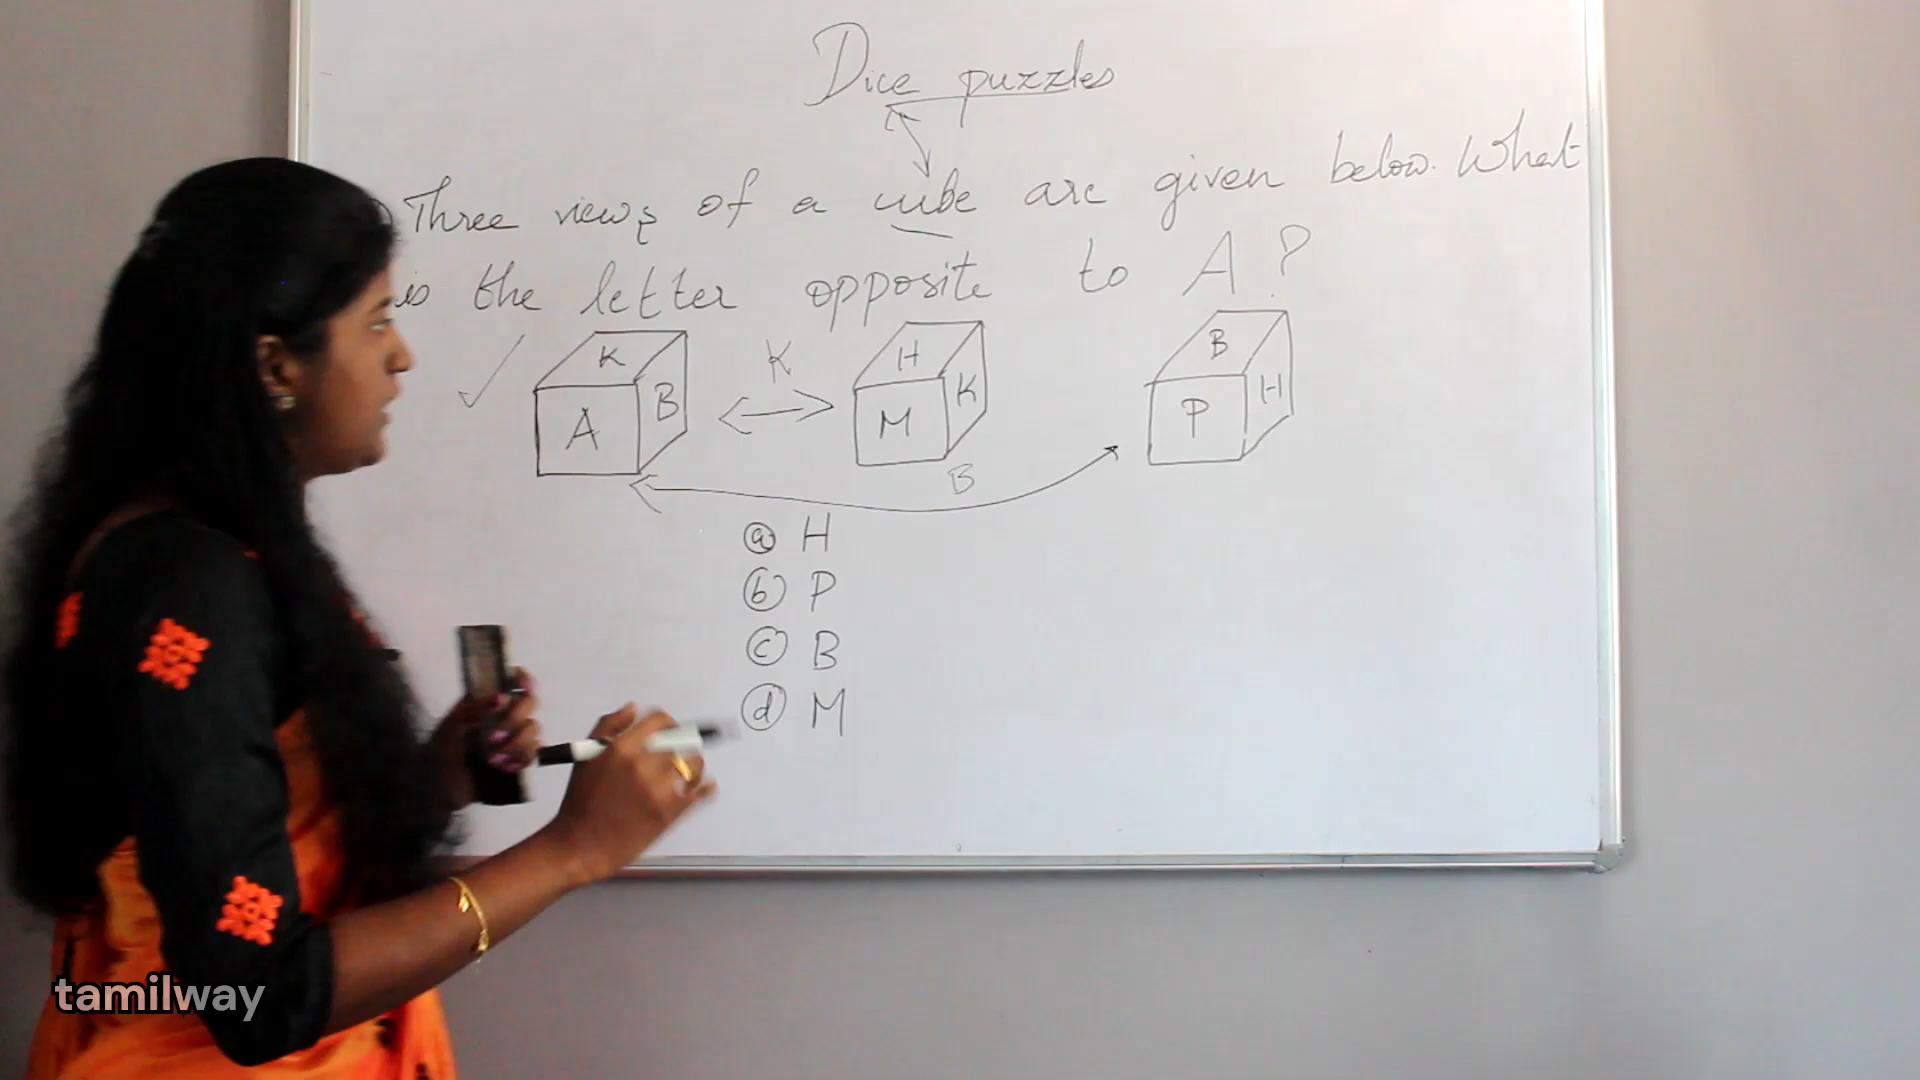 Dice puzzles
Three views of a cube are given below. What
is the letter opposite to A?
K
A
B
K
H
M
K
B
P
H
B
ⓐ H
ⓑ P
ⓒ B
ⓓ M
tamilway